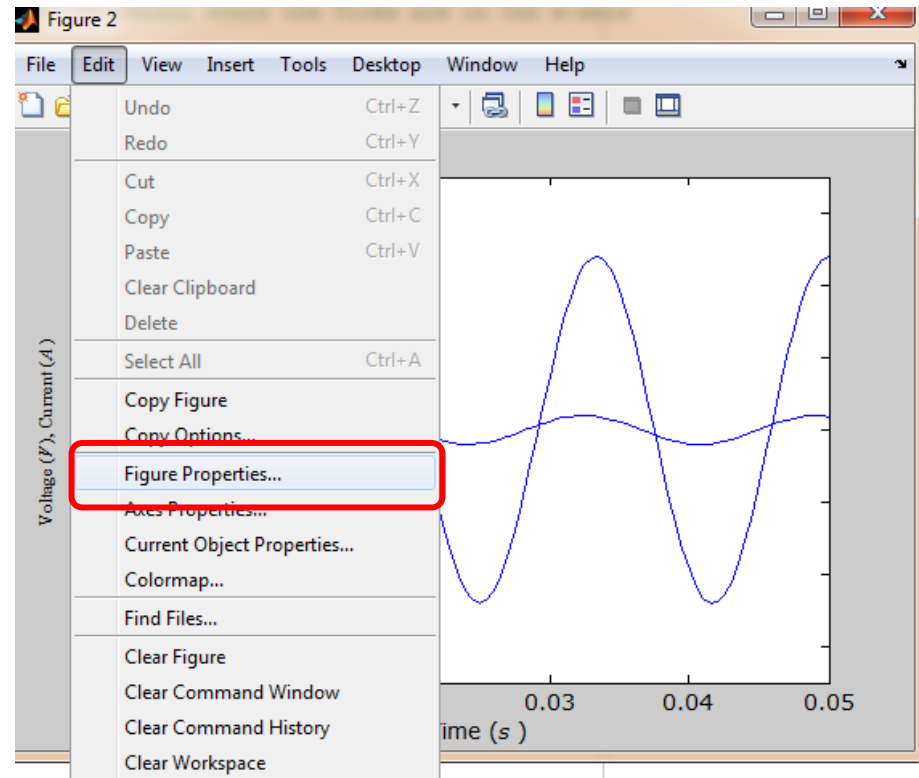 Figure 2
File Edit View Insert Tools Desktop Window Help
Undo Ctrl+Z
Redo Ctrl+Y
Cut Ctrl+X
Copy Ctrl+C
Paste Ctrl+V
Clear Clipboard
Delete
Select All Ctrl+A
Copy Figure
Copy Options...
Figure Properties...
Axes Properties...
Current Object Properties...
Colormap...
Find Files...
Clear Figure
Clear Command Window
Clear Command History
Clear Workspace
Voltage (V), Current (A)
0.03 0.04 0.05
ime (s )